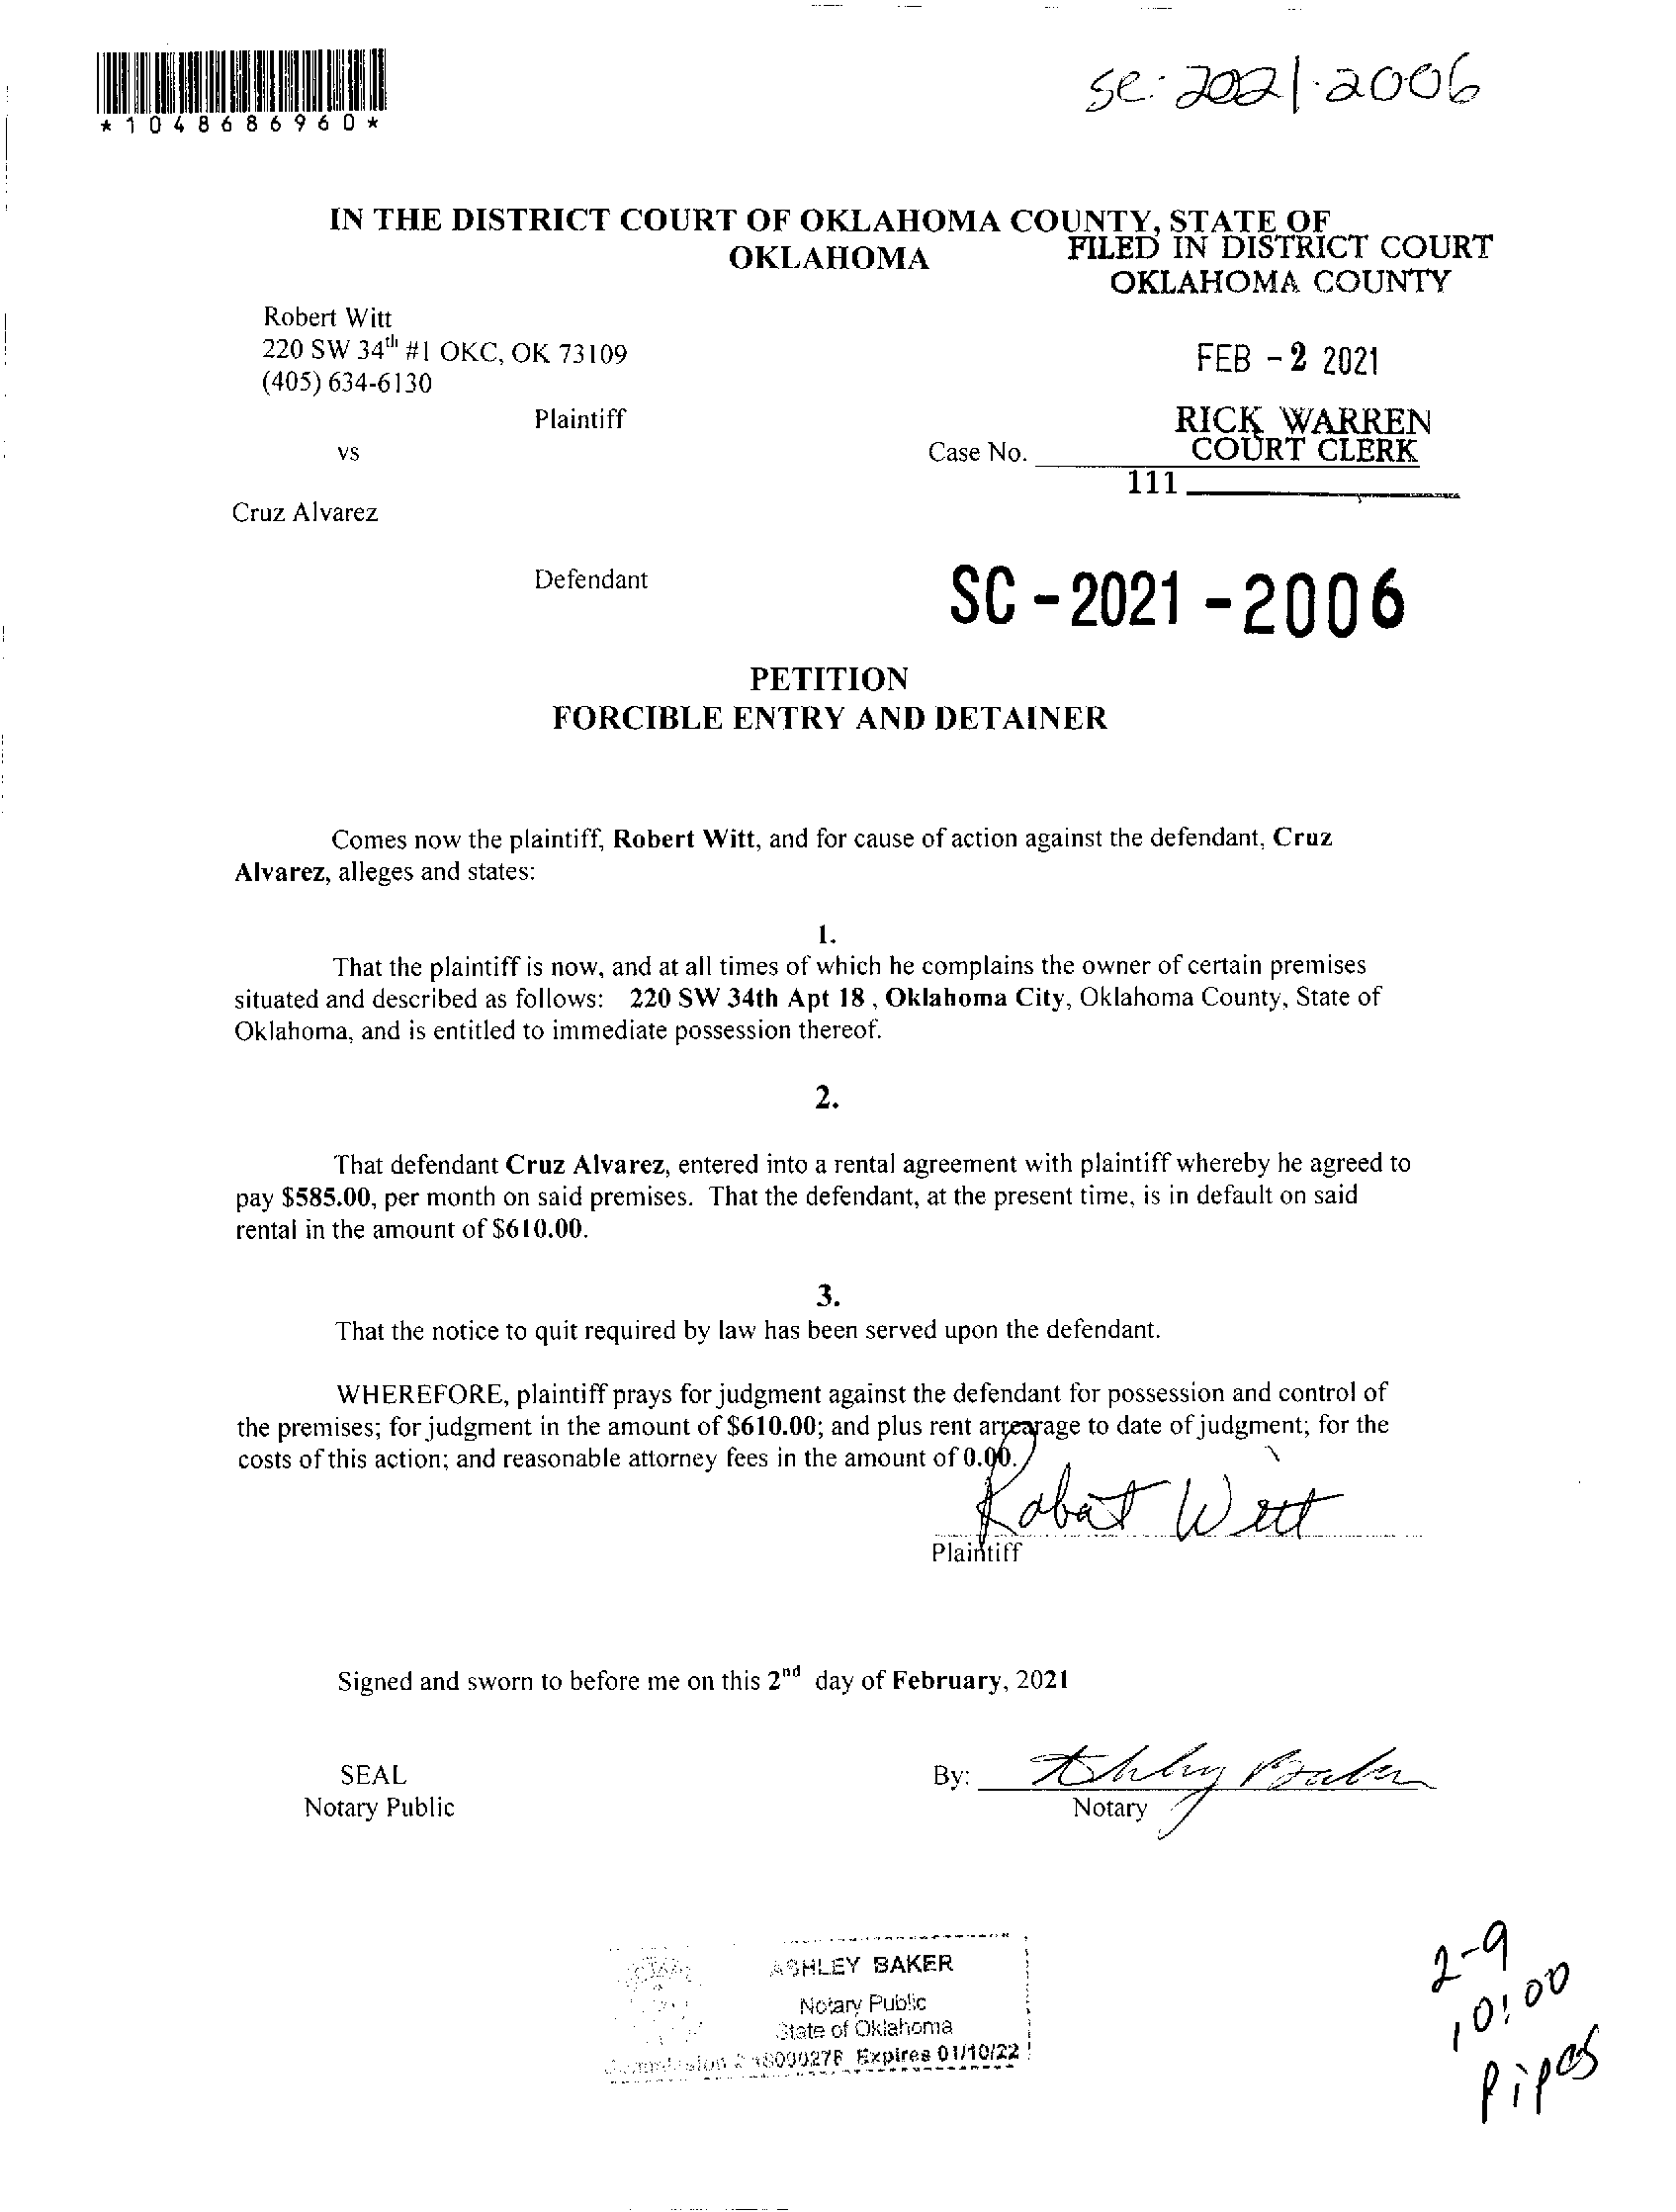 *1048686960*
SC-2021-2006
IN THE DISTRICT COURT OF OKLAHOMA COUNTY, STATE OF
OKLAHOMA
FILED IN DISTRICT COURT
OKLAHOMA COUNTY
Robert Witt
220 SW 34th #1 OKC, OK 73109
(405) 634-6130
FEB - 2 2021
Plaintiff
RICK WARREN
COURT CLERK
vs
Case No.
111
Cruz Alvarez
Defendant
SC - 2021 - 2006
PETITION
FORCIBLE ENTRY AND DETAINER
Comes now the plaintiff, Robert Witt, and for cause of action against the defendant, Cruz
Alvarez, alleges and states:
1.
That the plaintiff is now, and at all times of which he complains the owner of certain premises
situated and described as follows: 220 SW 34th Apt 18 , Oklahoma City, Oklahoma County, State of
Oklahoma, and is entitled to immediate possession thereof.
2.
That defendant Cruz Alvarez, entered into a rental agreement with plaintiff whereby he agreed to
pay $585.00, per month on said premises. That the defendant, at the present time, is in default on said
rental in the amount of $610.00.
3.
That the notice to quit required by law has been served upon the defendant.
WHEREFORE, plaintiff prays for judgment against the defendant for possession and control of
the premises; for judgment in the amount of $610.00; and plus rent arrearage to date of judgment; for the
costs of this action; and reasonable attorney fees in the amount of 0.00.
Robert Witt
Plaintiff
Signed and sworn to before me on this 2nd day of February, 2021
SEAL
Notary Public
By: Ashley Baker
Notary
ASHLEY BAKER
Notary Public
State of Oklahoma
Commission # 18000276 Expires 01/10/22
2-9
10:00